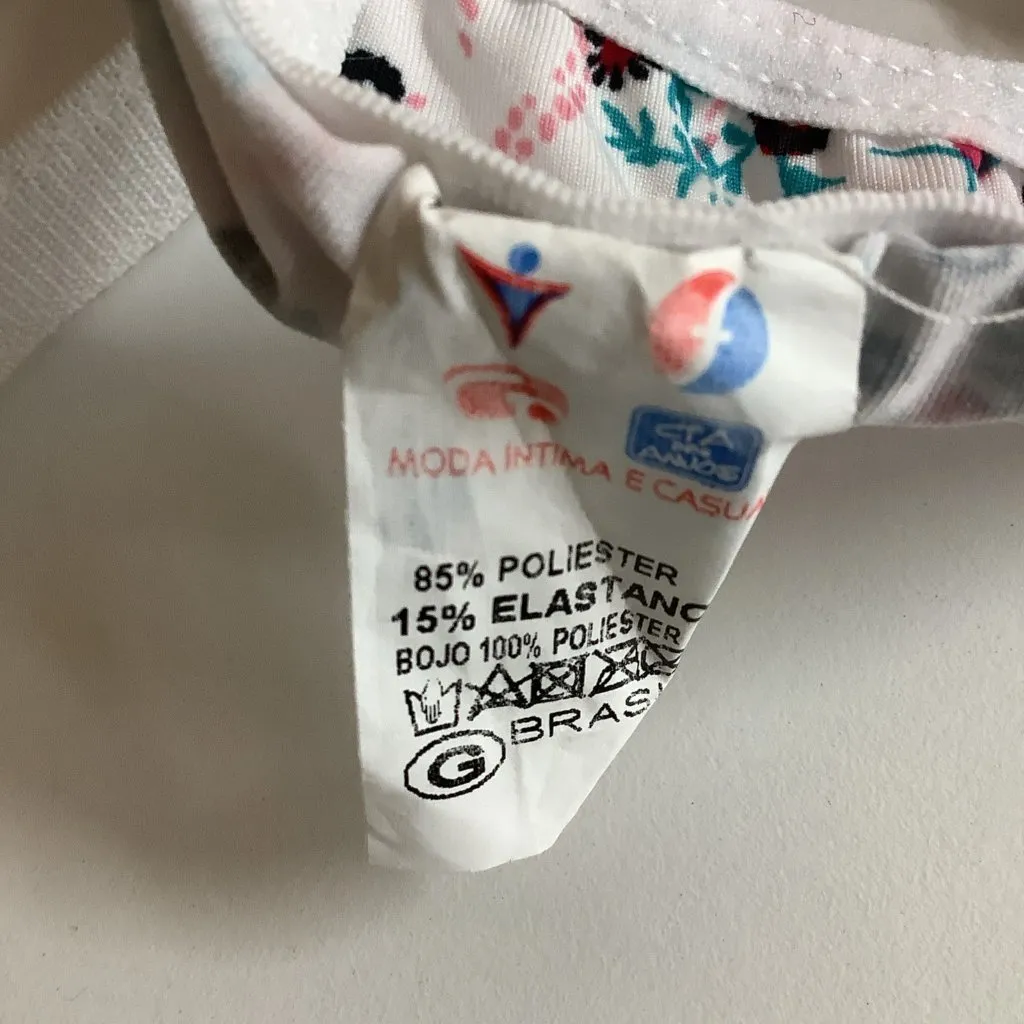 MODA INTIMA E CASUA
85% POLIESTER
15% ELASTANO
BOJO 100% POLIESTER
BRAS
G